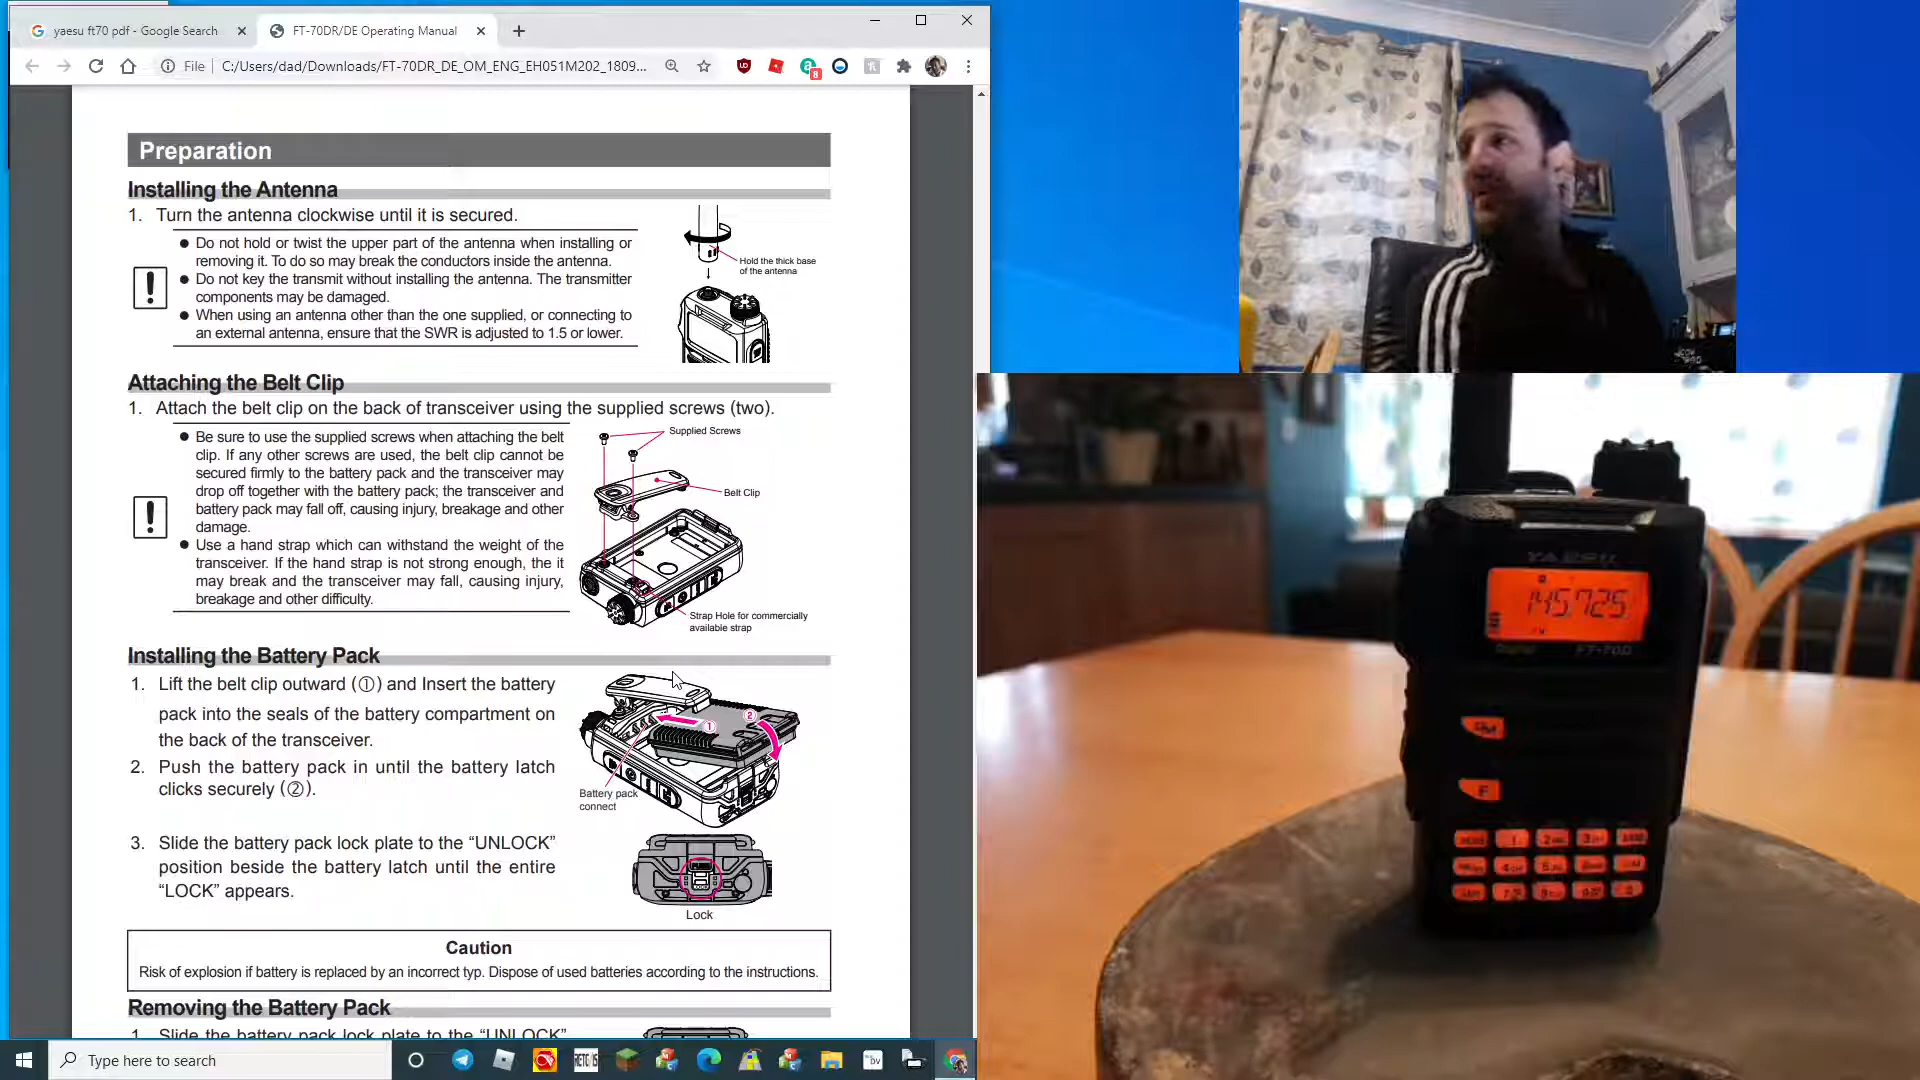 yaesu ft70 pdf - Google Search
FT-70DR/DE Operating Manual
File
C:/Users/dad/Downloads/FT-70DR_DE_OM_ENG_EH051M202_1809...
8
Preparation
Installing the Antenna
1. Turn the antenna clockwise until it is secured.
● Do not hold or twist the upper part of the antenna when installing or
removing it. To do so may break the conductors inside the antenna.
● Do not key the transmit without installing the antenna. The transmitter
components may be damaged.
● When using an antenna other than the one supplied, or connecting to
an external antenna, ensure that the SWR is adjusted to 1.5 or lower.
Hold the thick base
of the antenna
Attaching the Belt Clip
1. Attach the belt clip on the back of transceiver using the supplied screws (two).
● Be sure to use the supplied screws when attaching the belt
clip. If any other screws are used, the belt clip cannot be
secured firmly to the battery pack and the transceiver may
drop off together with the battery pack; the transceiver and
battery pack may fall off, causing injury, breakage and other
damage.
● Use a hand strap which can withstand the weight of the
transceiver. If the hand strap is not strong enough, the it
may break and the transceiver may fall, causing injury,
breakage and other difficulty.
Supplied Screws
Belt Clip
Strap Hole for commercially
available strap
Installing the Battery Pack
1. Lift the belt clip outward (①) and Insert the battery
pack into the seals of the battery compartment on
the back of the transceiver.
2. Push the battery pack in until the battery latch
clicks securely (②).
3. Slide the battery pack lock plate to the “UNLOCK”
position beside the battery latch until the entire
“LOCK” appears.
①
②
Battery pack
connect
Lock
Caution
Risk of explosion if battery is replaced by an incorrect typ. Dispose of used batteries according to the instructions.
Removing the Battery Pack
1. Slide the battery pack lock plate to the “UNLOCK”
Type here to search
YAESU
145.725
FT-70D
F